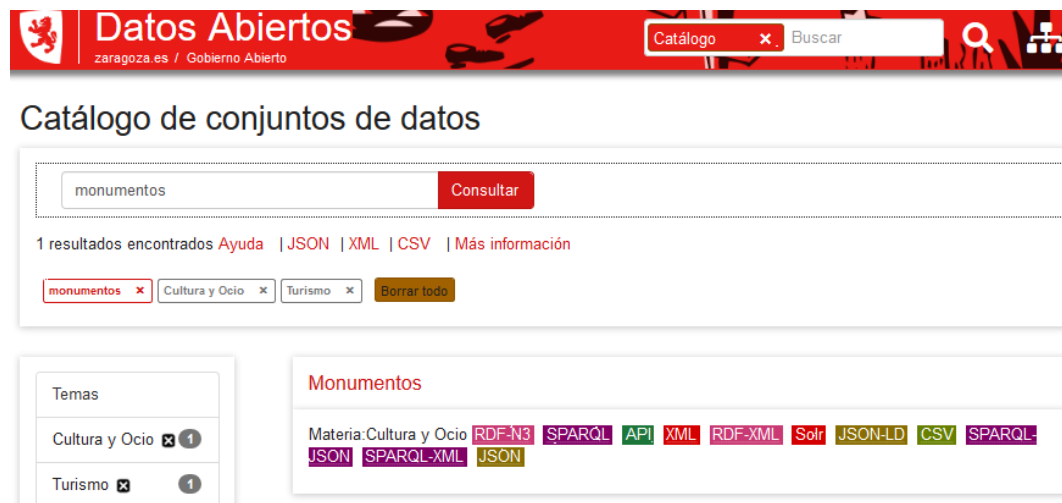 Datos Abiertos
zaragoza.es / Gobierno Abierto
Catálogo × Buscar
Catálogo de conjuntos de datos
monumentos Consultar
1 resultados encontrados Ayuda | JSON | XML | CSV | Más información
monumentos × Cultura y Ocio × Turismo × Borrar todo
Temas
Cultura y Ocio 1
Turismo 1
Monumentos
Materia:Cultura y Ocio RDF-N3 SPARQL API XML RDF-XML Solr JSON-LD CSV SPARQL-
JSON SPARQL-XML JSON